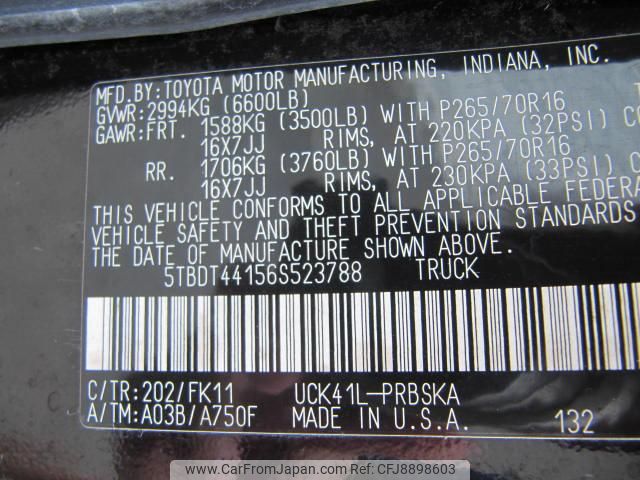 MFD.BY:TOYOTA MOTOR MANUFACTURING, INDIANA, INC.
GVWR:2994KG (6600LB)
GAWR:FRT. 1588KG (3500LB) WITH P265/70R16
16X7JJ RIMS, AT 220KPA (32PSI)
RR. 1706KG (3760LB) WITH P265/70R16
16X7JJ RIMS, AT 230KPA (33PSI) C
THIS VEHICLE CONFORMS TO ALL APPLICABLE FEDERA
VEHICLE SAFETY AND THEFT PREVENTION STANDARDS
THE DATE OF MANUFACTURE SHOWN ABOVE.
5TBDT44156S523788 TRUCK
C/TR:202/FK11 UCK41L-PRBSKA
A/TM:A03B/A750F MADE IN U.S.A. 132
© CarFromJapan.com © CarFromJapan.com © CFJ8898603